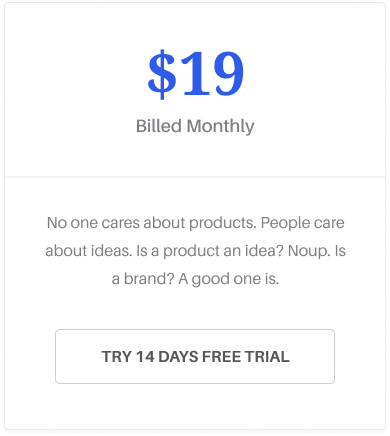 $19
Billed Monthly
No one cares about products. People care
about ideas. Is a product an idea? Noup. Is
a brand? A good one is.
TRY 14 DAYS FREE TRIAL